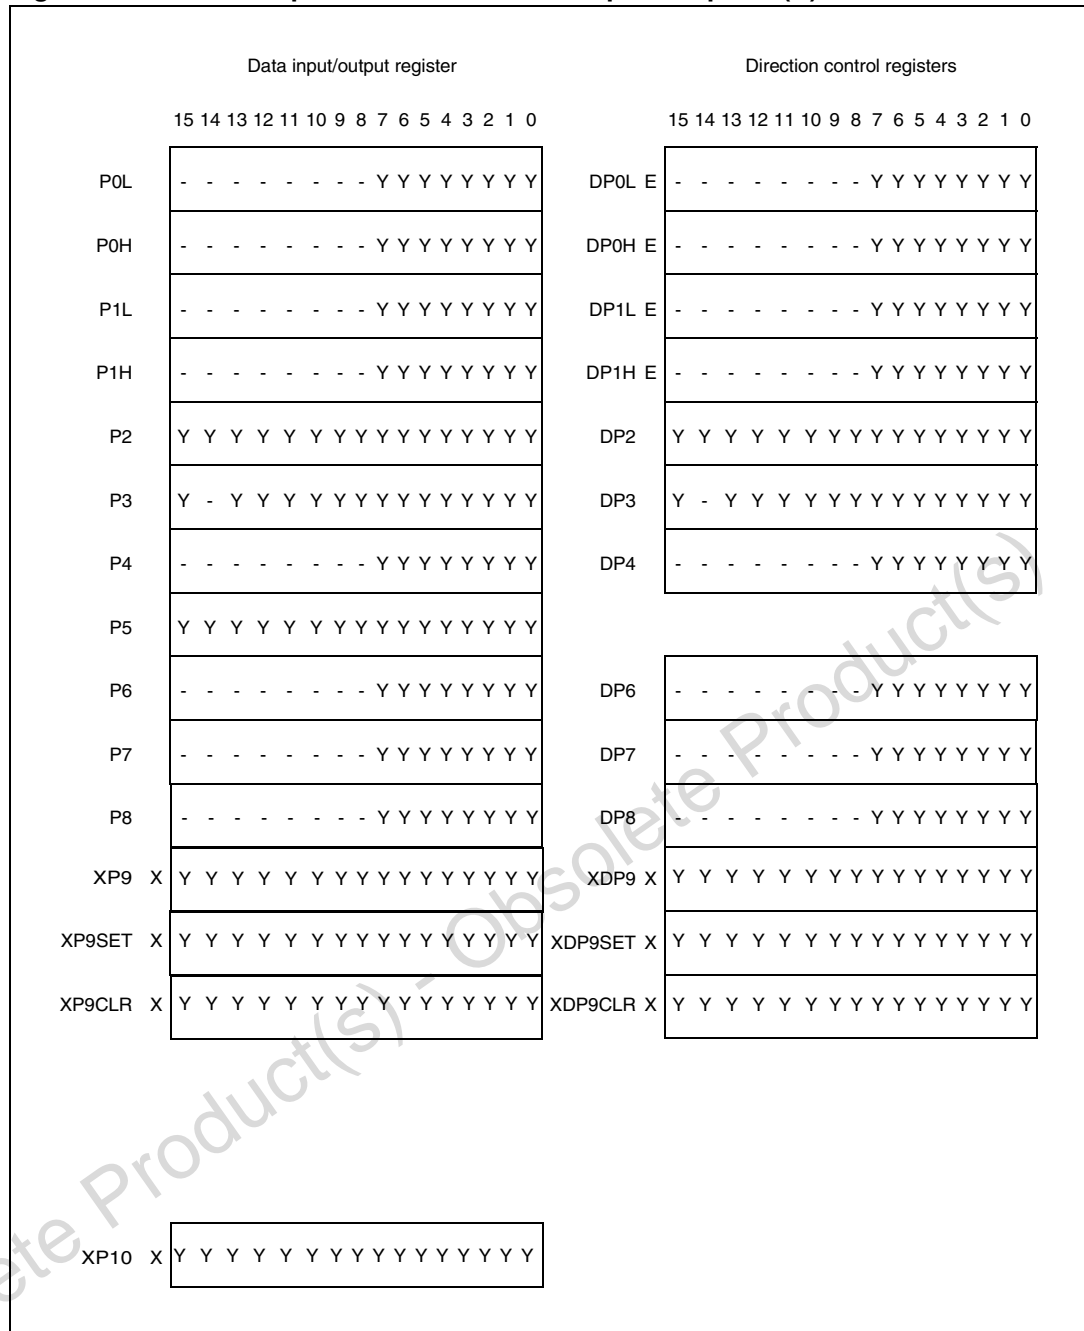 Data input/output register Direction control registers
15 14 13 12 11 10 9 8 7 6 5 4 3 2 1 0 15 14 13 12 11 10 9 8 7 6 5 4 3 2 1 0
P0L - - - - - - - - Y Y Y Y Y Y Y Y DP0L E - - - - - - - - Y Y Y Y Y Y Y Y
P0H - - - - - - - - Y Y Y Y Y Y Y Y DP0H E - - - - - - - - Y Y Y Y Y Y Y Y
P1L - - - - - - - - Y Y Y Y Y Y Y Y DP1L E - - - - - - - - Y Y Y Y Y Y Y Y
P1H - - - - - - - - Y Y Y Y Y Y Y Y DP1H E - - - - - - - - Y Y Y Y Y Y Y Y
P2 Y Y Y Y Y Y Y Y Y Y Y Y Y Y Y Y DP2 Y Y Y Y Y Y Y Y Y Y Y Y Y Y Y Y
P3 Y - Y Y Y Y Y Y Y Y Y Y Y Y Y Y DP3 Y - Y Y Y Y Y Y Y Y Y Y Y Y Y Y
P4 - - - - - - - - Y Y Y Y Y Y Y Y DP4 - - - - - - - - Y Y Y Y Y Y Y Y
P5 Y Y Y Y Y Y Y Y Y Y Y Y Y Y Y Y
P6 - - - - - - - - Y Y Y Y Y Y Y Y DP6 - - - - - - - - Y Y Y Y Y Y Y Y
P7 - - - - - - - - Y Y Y Y Y Y Y Y DP7 - - - - - - - - Y Y Y Y Y Y Y Y
P8 - - - - - - - - Y Y Y Y Y Y Y Y DP8 - - - - - - - - Y Y Y Y Y Y Y Y
XP9 X Y Y Y Y Y Y Y Y Y Y Y Y Y Y Y Y XDP9 X Y Y Y Y Y Y Y Y Y Y Y Y Y Y Y Y
XP9SET X Y Y Y Y Y Y Y Y Y Y Y Y Y Y Y Y XDP9SET X Y Y Y Y Y Y Y Y Y Y Y Y Y Y Y Y
XP9CLR X Y Y Y Y Y Y Y Y Y Y Y Y Y Y Y Y XDP9CLR X Y Y Y Y Y Y Y Y Y Y Y Y Y Y Y Y
XP10 X Y Y Y Y Y Y Y Y Y Y Y Y Y Y Y Y
ete Product(s) - Obsolete Product(s)